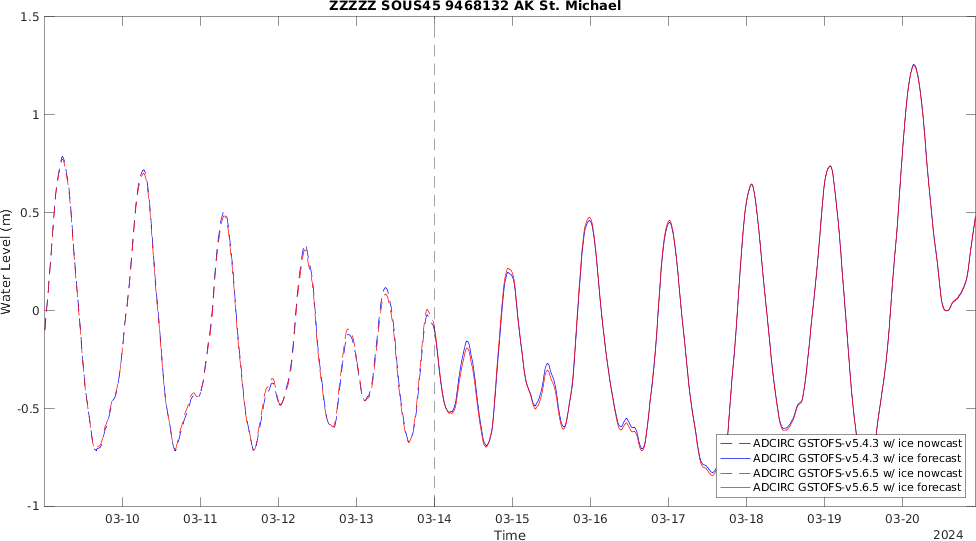 ZZZZZ SOUS45 9468132 AK St. Michael
Water Level (m)
1.5
1
0.5
0
-0.5
-1
03-10 03-11 03-12 03-13 03-14 03-15 03-16 03-17 03-18 03-19 03-20
Time
2024
ADCIRC GSTOFS-v5.4.3 w/ ice nowcast
ADCIRC GSTOFS-v5.4.3 w/ ice forecast
ADCIRC GSTOFS-v5.6.5 w/ ice nowcast
ADCIRC GSTOFS-v5.6.5 w/ ice forecast